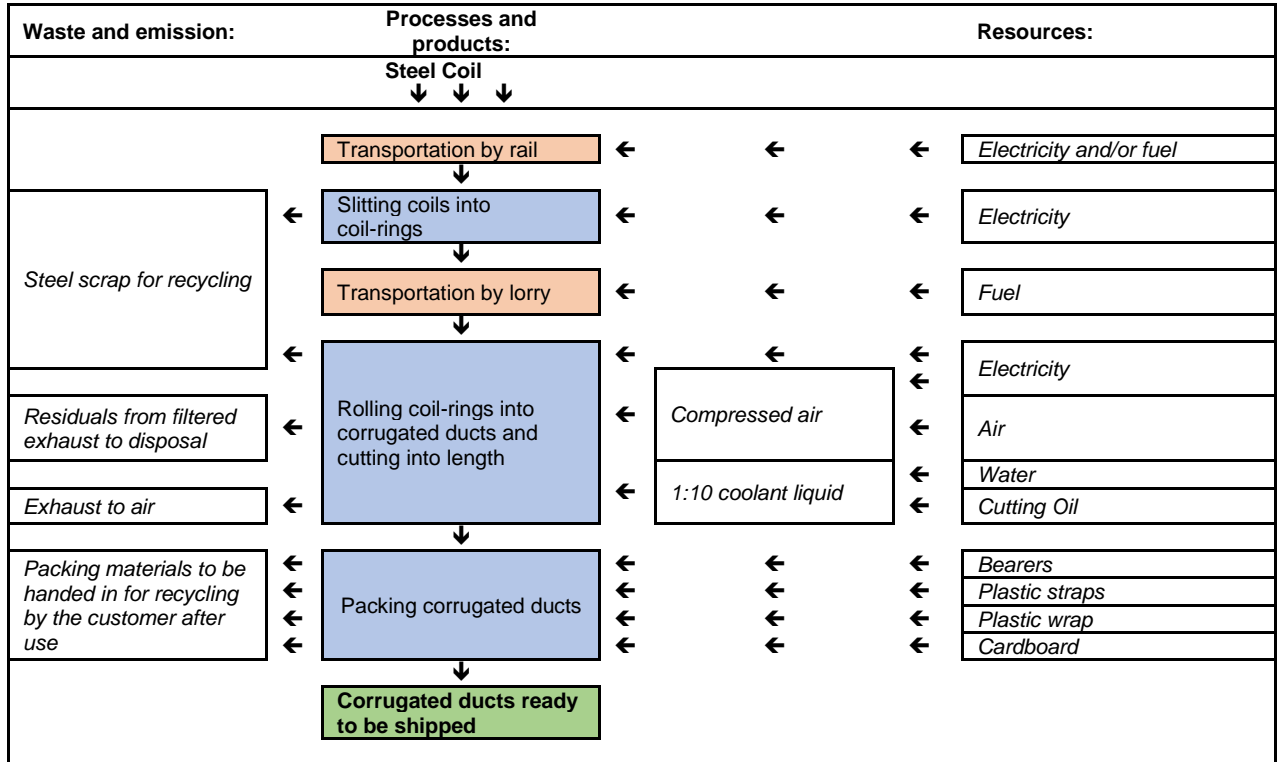 Waste and emission:
Processes and
products:
Resources:
Steel Coil
Transportation by rail
Electricity and/or fuel
Slitting coils into
coil-rings
Electricity
Steel scrap for recycling
Transportation by lorry
Fuel
Electricity
Rolling coil-rings into
corrugated ducts and
cutting into length
Compressed air
Residuals from filtered
exhaust to disposal
Air
Water
1:10 coolant liquid
Exhaust to air
Cutting Oil
Packing materials to be
handed in for recycling
by the customer after
use
Packing corrugated ducts
Bearers
Plastic straps
Plastic wrap
Cardboard
Corrugated ducts ready
to be shipped